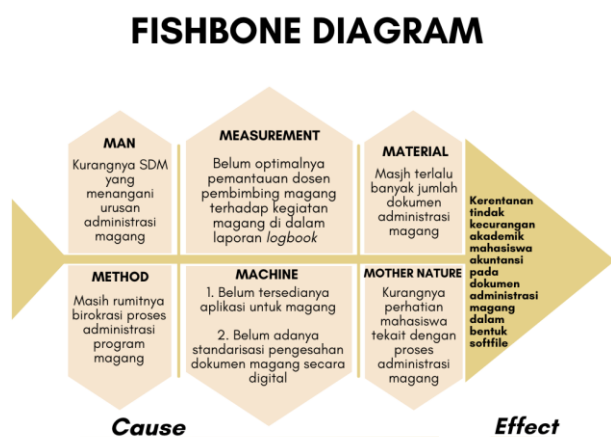 FISHBONE DIAGRAM
MAN
Kurangnya SDM
yang
menangani
urusan
administrasi
magang
MEASUREMENT
Belum optimalnya
pemantauan dosen
pembimbing magang
terhadap kegiatan
magang di dalam
laporan logbook
MATERIAL
Masjh terlalu
banyak jumlah
dokumen
administrasi
magang
METHOD
Masih rumitnya
birokrasi proses
administrasi
program
magang
MACHINE
1. Belum tersedianya
aplikasi untuk magang
2. Belum adanya
standarisasi pengesahan
dokumen magang secara
digital
MOTHER NATURE
Kurangnya
perhatian
mahasiswa
tekait dengan
proses
administrasi
magang
Kerentanan
tindak
kecurangan
akademik
mahasiswa
akuntansi
pada
dokumen
administrasi
magang
dalam
bentuk
softfile
Cause
Effect